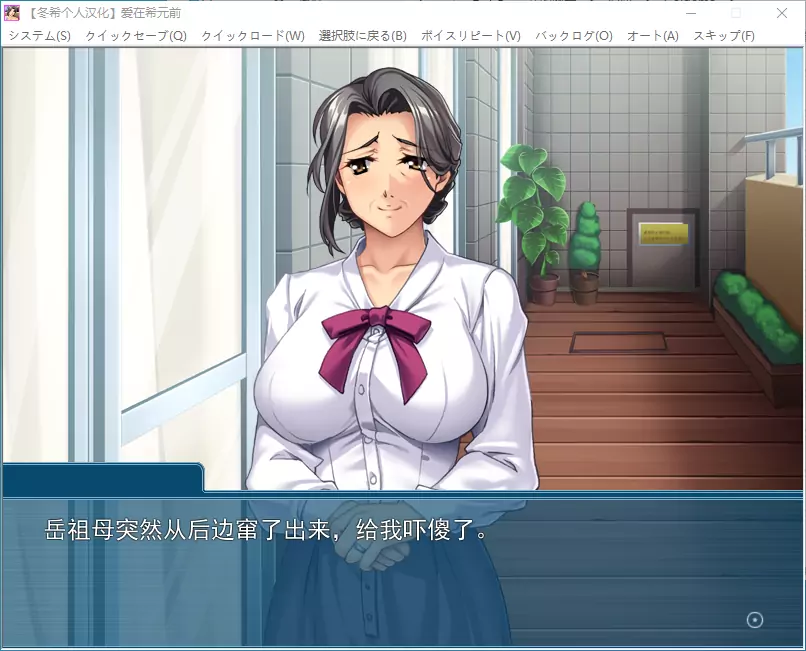 【冬希个人汉化】爱在希元前
システム(S) クイックセーブ(Q) クイックロード(W) 選択肢に戻る(B) ボイスリピート(V) バックログ(O) オート(A) スキップ(F)
岳祖母突然从后边窜了出来，给我吓傻了。